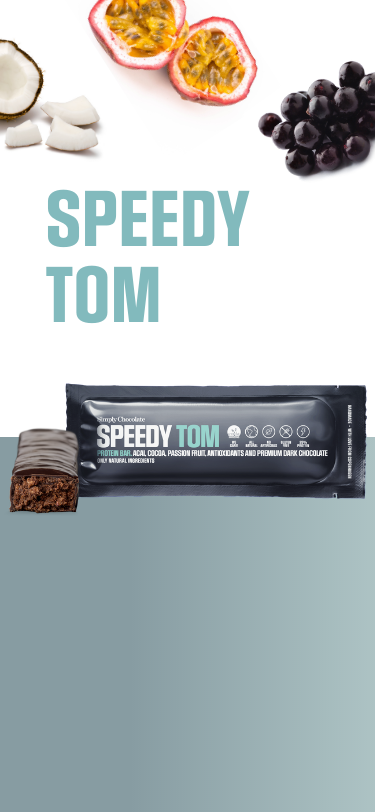 SPEEDY
TOM
Simply Chocolate
SPEEDY TOM
PROTEIN BAR. ACAI, COCOA, PASSION FRUIT, ANTIOXIDANTS AND PREMIUM DARK CHOCOLATE
ONLY NATURAL INGREDIENTS